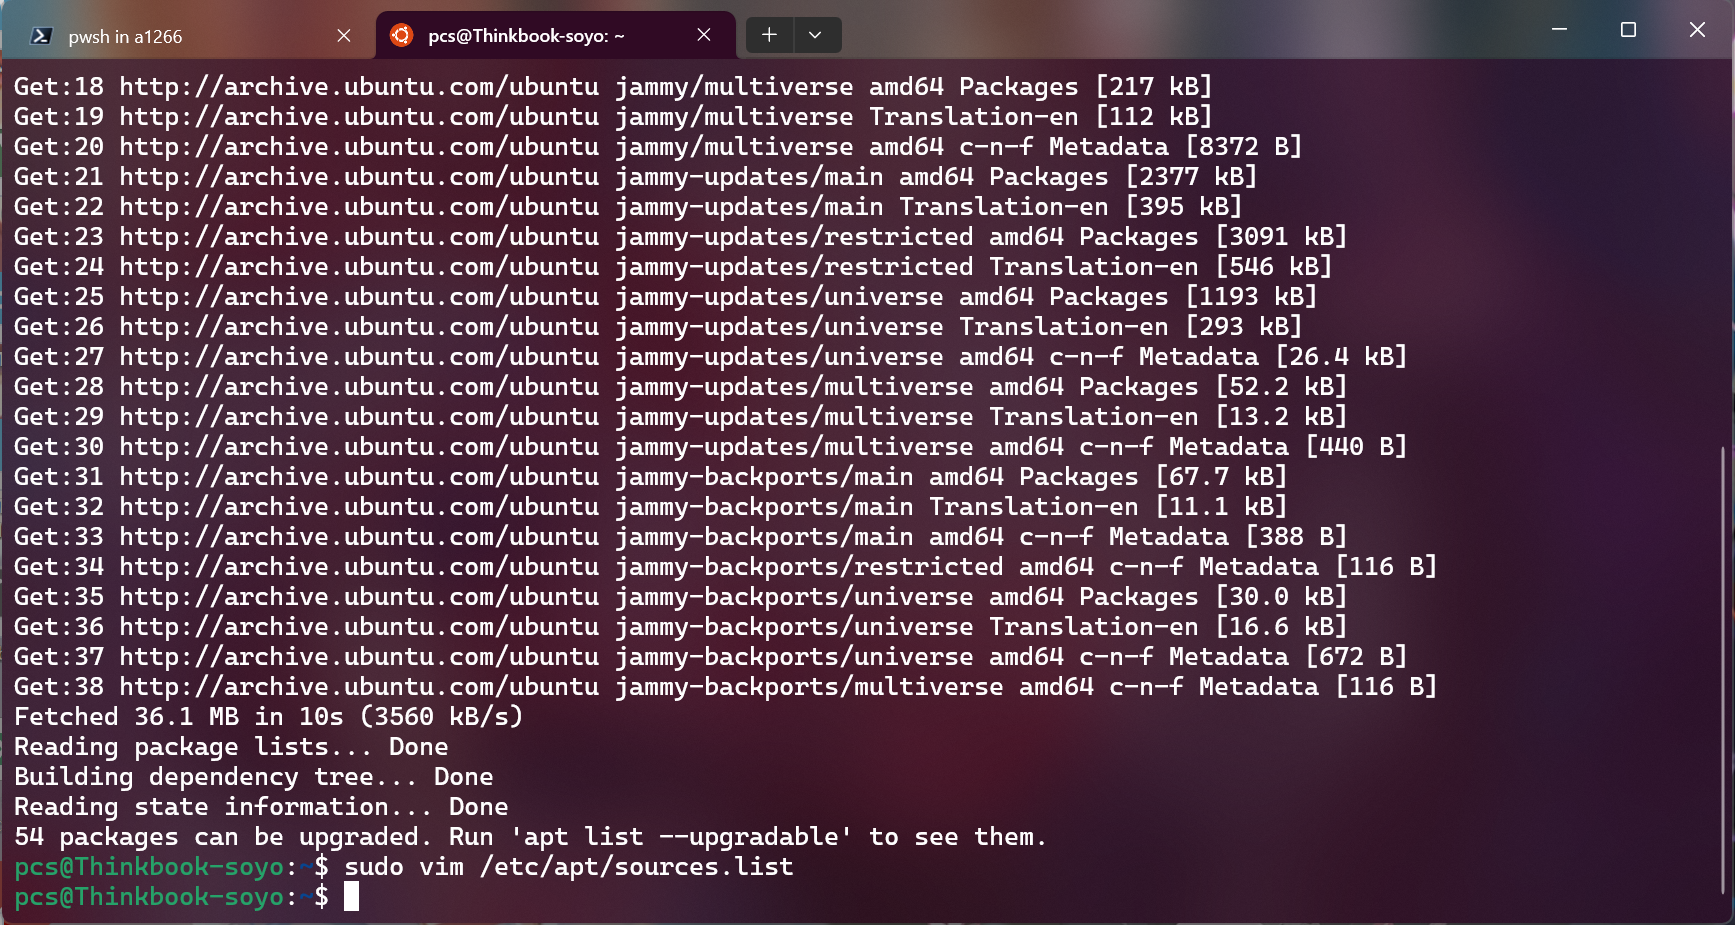 pwsh in a1266
pcs@Thinkbook-soyo: ~
Get:18 http://archive.ubuntu.com/ubuntu jammy/multiverse amd64 Packages [217 kB]
Get:19 http://archive.ubuntu.com/ubuntu jammy/multiverse Translation-en [112 kB]
Get:20 http://archive.ubuntu.com/ubuntu jammy/multiverse amd64 c-n-f Metadata [8372 B]
Get:21 http://archive.ubuntu.com/ubuntu jammy-updates/main amd64 Packages [2377 kB]
Get:22 http://archive.ubuntu.com/ubuntu jammy-updates/main Translation-en [395 kB]
Get:23 http://archive.ubuntu.com/ubuntu jammy-updates/restricted amd64 Packages [3091 kB]
Get:24 http://archive.ubuntu.com/ubuntu jammy-updates/restricted Translation-en [546 kB]
Get:25 http://archive.ubuntu.com/ubuntu jammy-updates/universe amd64 Packages [1193 kB]
Get:26 http://archive.ubuntu.com/ubuntu jammy-updates/universe Translation-en [293 kB]
Get:27 http://archive.ubuntu.com/ubuntu jammy-updates/universe amd64 c-n-f Metadata [26.4 kB]
Get:28 http://archive.ubuntu.com/ubuntu jammy-updates/multiverse amd64 Packages [52.2 kB]
Get:29 http://archive.ubuntu.com/ubuntu jammy-updates/multiverse Translation-en [13.2 kB]
Get:30 http://archive.ubuntu.com/ubuntu jammy-updates/multiverse amd64 c-n-f Metadata [440 B]
Get:31 http://archive.ubuntu.com/ubuntu jammy-backports/main amd64 Packages [67.7 kB]
Get:32 http://archive.ubuntu.com/ubuntu jammy-backports/main Translation-en [11.1 kB]
Get:33 http://archive.ubuntu.com/ubuntu jammy-backports/main amd64 c-n-f Metadata [388 B]
Get:34 http://archive.ubuntu.com/ubuntu jammy-backports/restricted amd64 c-n-f Metadata [116 B]
Get:35 http://archive.ubuntu.com/ubuntu jammy-backports/universe amd64 Packages [30.0 kB]
Get:36 http://archive.ubuntu.com/ubuntu jammy-backports/universe Translation-en [16.6 kB]
Get:37 http://archive.ubuntu.com/ubuntu jammy-backports/universe amd64 c-n-f Metadata [672 B]
Get:38 http://archive.ubuntu.com/ubuntu jammy-backports/multiverse amd64 c-n-f Metadata [116 B]
Fetched 36.1 MB in 10s (3560 kB/s)
Reading package lists... Done
Building dependency tree... Done
Reading state information... Done
54 packages can be upgraded. Run 'apt list --upgradable' to see them.
pcs@Thinkbook-soyo:~$ sudo vim /etc/apt/sources.list
pcs@Thinkbook-soyo:~$